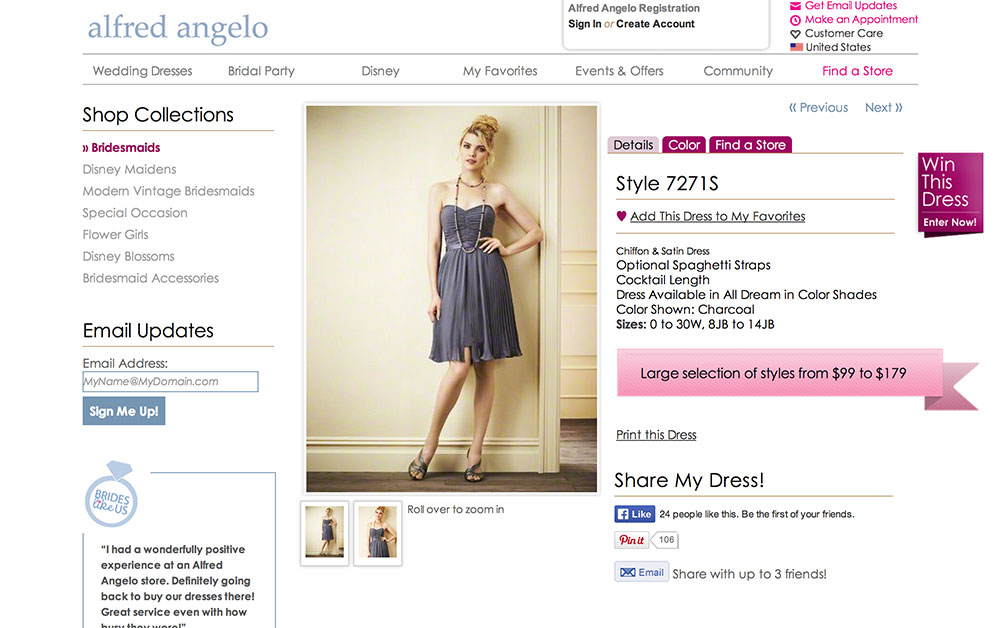 alfred angelo
Alfred Angelo Registration
Sign In or Create Account
Get Email Updates
Make an Appointment
Customer Care
United States
Wedding Dresses
Bridal Party
Disney
My Favorites
Events & Offers
Community
Find a Store
Shop Collections
» Bridesmaids
Disney Maidens
Modern Vintage Bridesmaids
Special Occasion
Flower Girls
Disney Blossoms
Bridesmaid Accessories
Email Updates
Email Address:
MyName@MyDomain.com
Sign Me Up!
BRIDES
like US
“I had a wonderfully positive
experience at an Alfred
Angelo store. Definitely going
back to buy our dresses there!
Great service even with how
busy they were!”
Roll over to zoom in
« Previous
Next »
Details
Color
Find a Store
Style 7271S
Add This Dress to My Favorites
Chiffon & Satin Dress
Optional Spaghetti Straps
Cocktail Length
Dress Available in All Dream in Color Shades
Color Shown: Charcoal
Sizes: 0 to 30W, 8JB to 14JB
Large selection of styles from $99 to $179
Print this Dress
Share My Dress!
Like
24 people like this. Be the first of your friends.
Pin it
106
Email
Share with up to 3 friends!
Win
This
Dress
Enter Now!